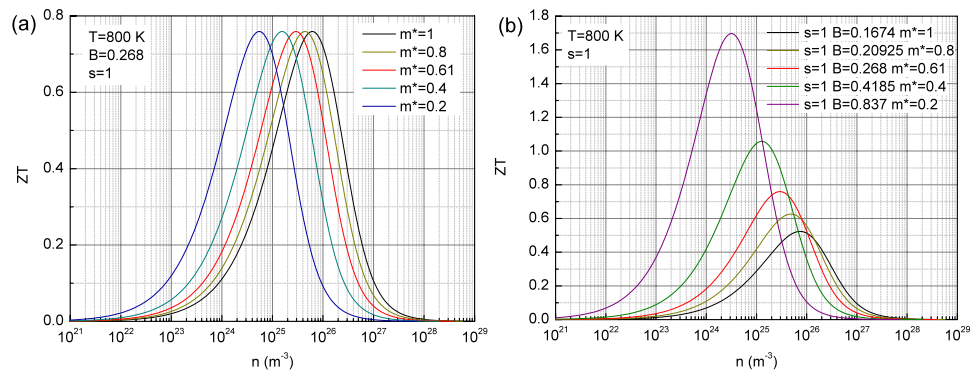 (a)
T=800 K
B=0.268
s=1
m*=1
m*=0.8
m*=0.61
m*=0.4
m*=0.2
0.8
0.6
0.4
0.2
0.0
ZT
10^21 10^22 10^23 10^24 10^25 10^26 10^27 10^28 10^29
n (m^-3)
(b)
T=800 K
s=1
s=1 B=0.1674 m*=1
s=1 B=0.20925 m*=0.8
s=1 B=0.268 m*=0.61
s=1 B=0.4185 m*=0.4
s=1 B=0.837 m*=0.2
1.8
1.6
1.4
1.2
1.0
0.8
0.6
0.4
0.2
0.0
ZT
10^21 10^22 10^23 10^24 10^25 10^26 10^27 10^28 10^29
n (m^-3)